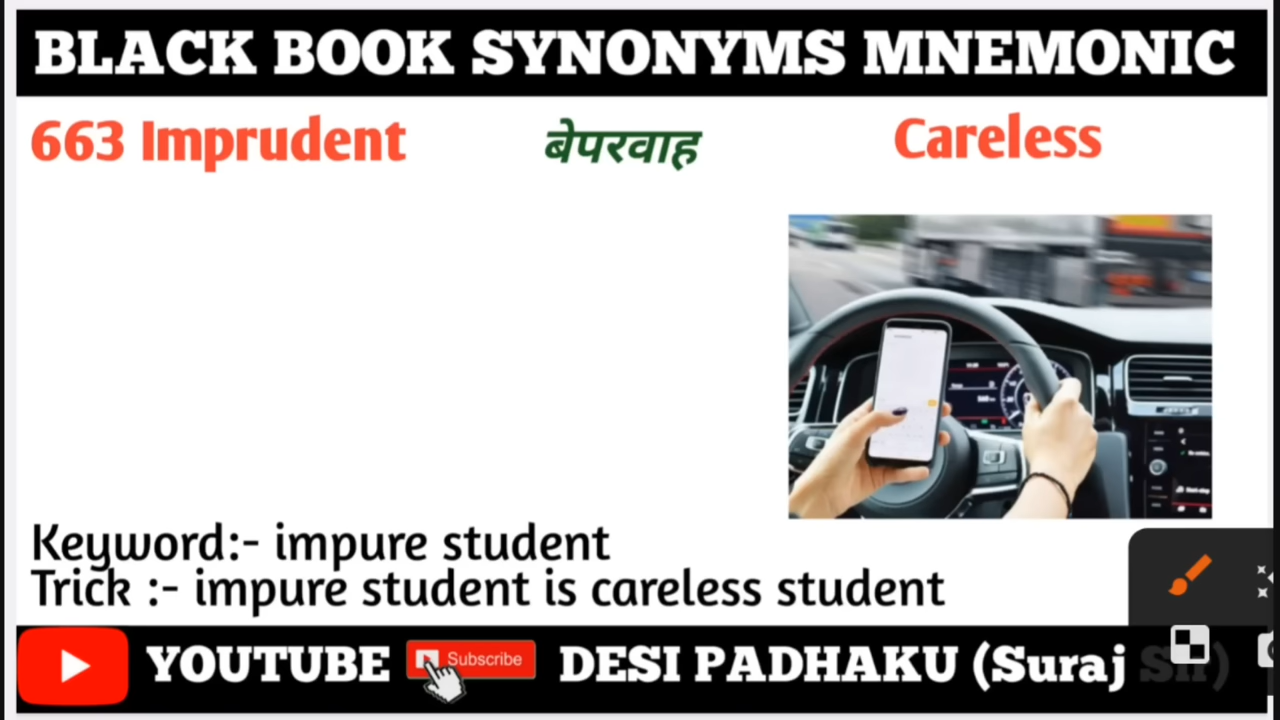 BLACK BOOK SYNONYMS MNEMONIC
663 Imprudent बेपरवाह Careless
Keyword:- impure student
Trick :- impure student is careless student
YOUTUBE Subscribe DESI PADHAKU (Suraj Sir)